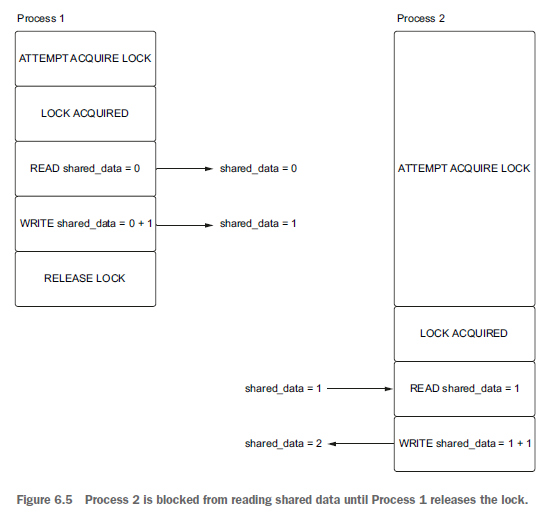 Process 1
Process 2
ATTEMPT ACQUIRE LOCK
LOCK ACQUIRED
READ shared_data = 0
shared_data = 0
ATTEMPT ACQUIRE LOCK
WRITE shared_data = 0 + 1
shared_data = 1
RELEASE LOCK
LOCK ACQUIRED
shared_data = 1
READ shared_data = 1
shared_data = 2
WRITE shared_data = 1 + 1
Figure 6.5 Process 2 is blocked from reading shared data until Process 1 releases the lock.